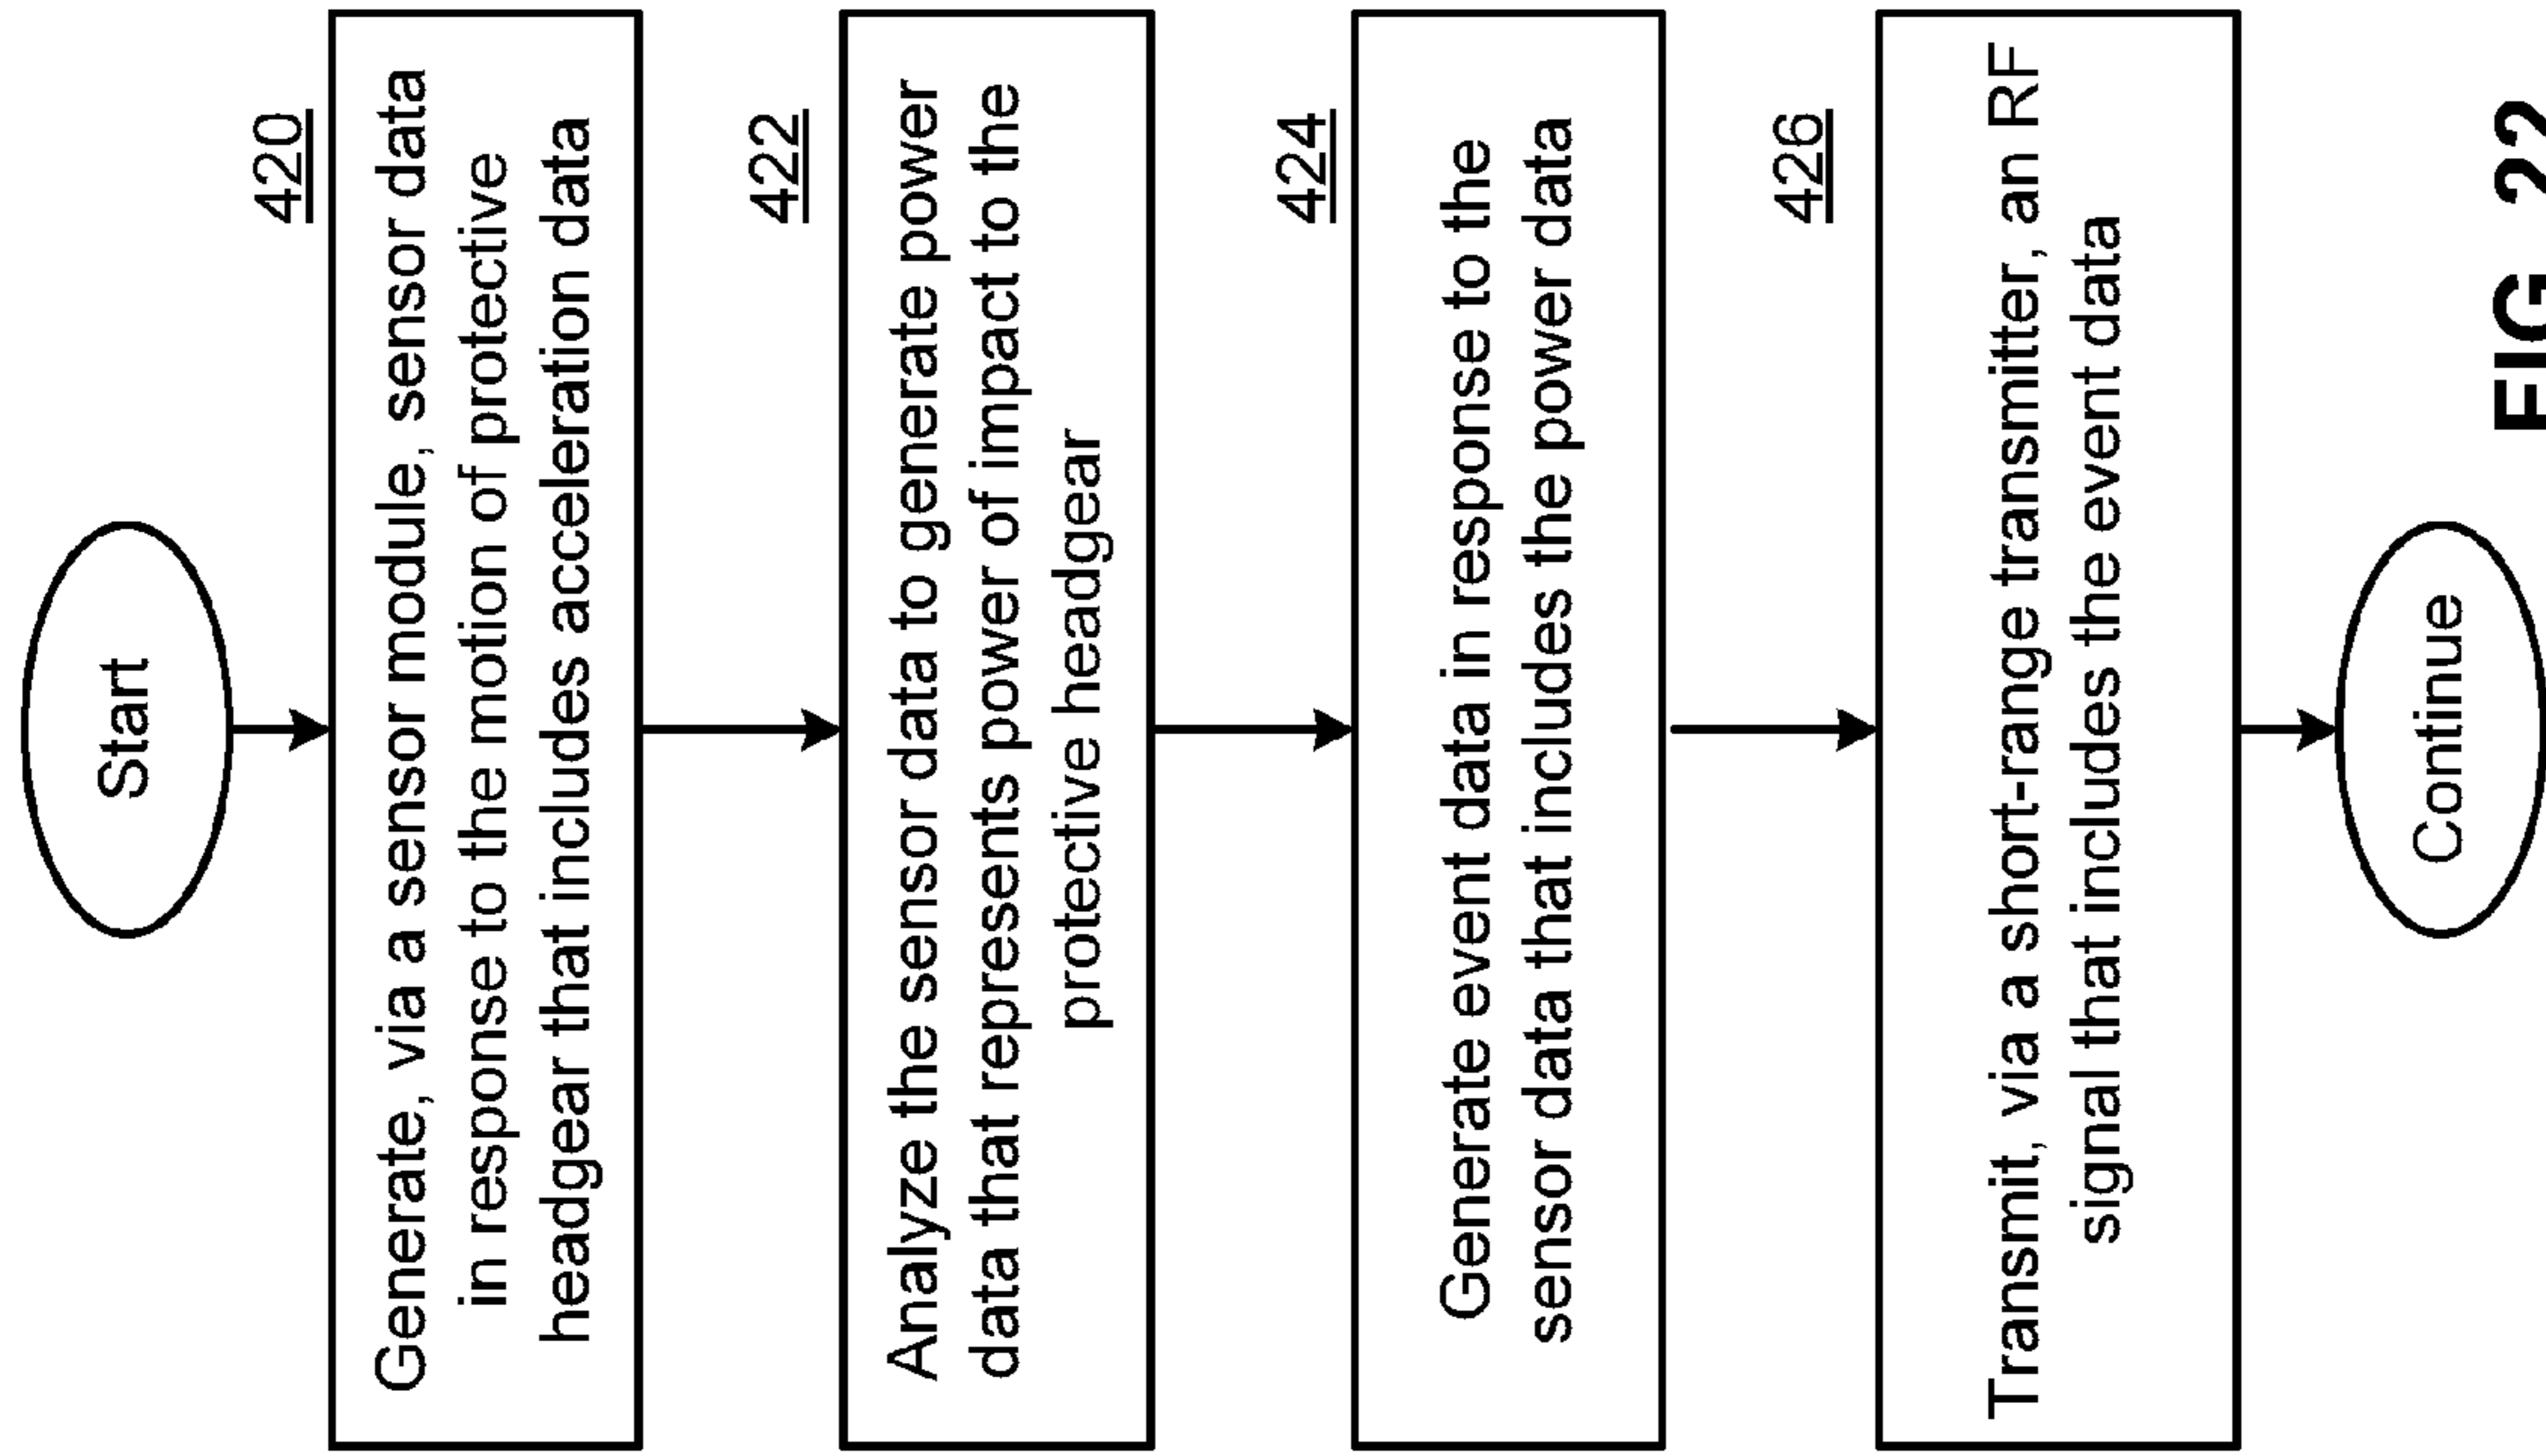 Start
420
Generate, via a sensor module, sensor data
in response to the motion of protective
headgear that includes acceleration data
422
Analyze the sensor data to generate power
data that represents power of impact to the
protective headgear
424
Generate event data in response to the
sensor data that includes the power data
426
Transmit, via a short-range transmitter, an RF
signal that includes the event data
Continue
FIG. 22